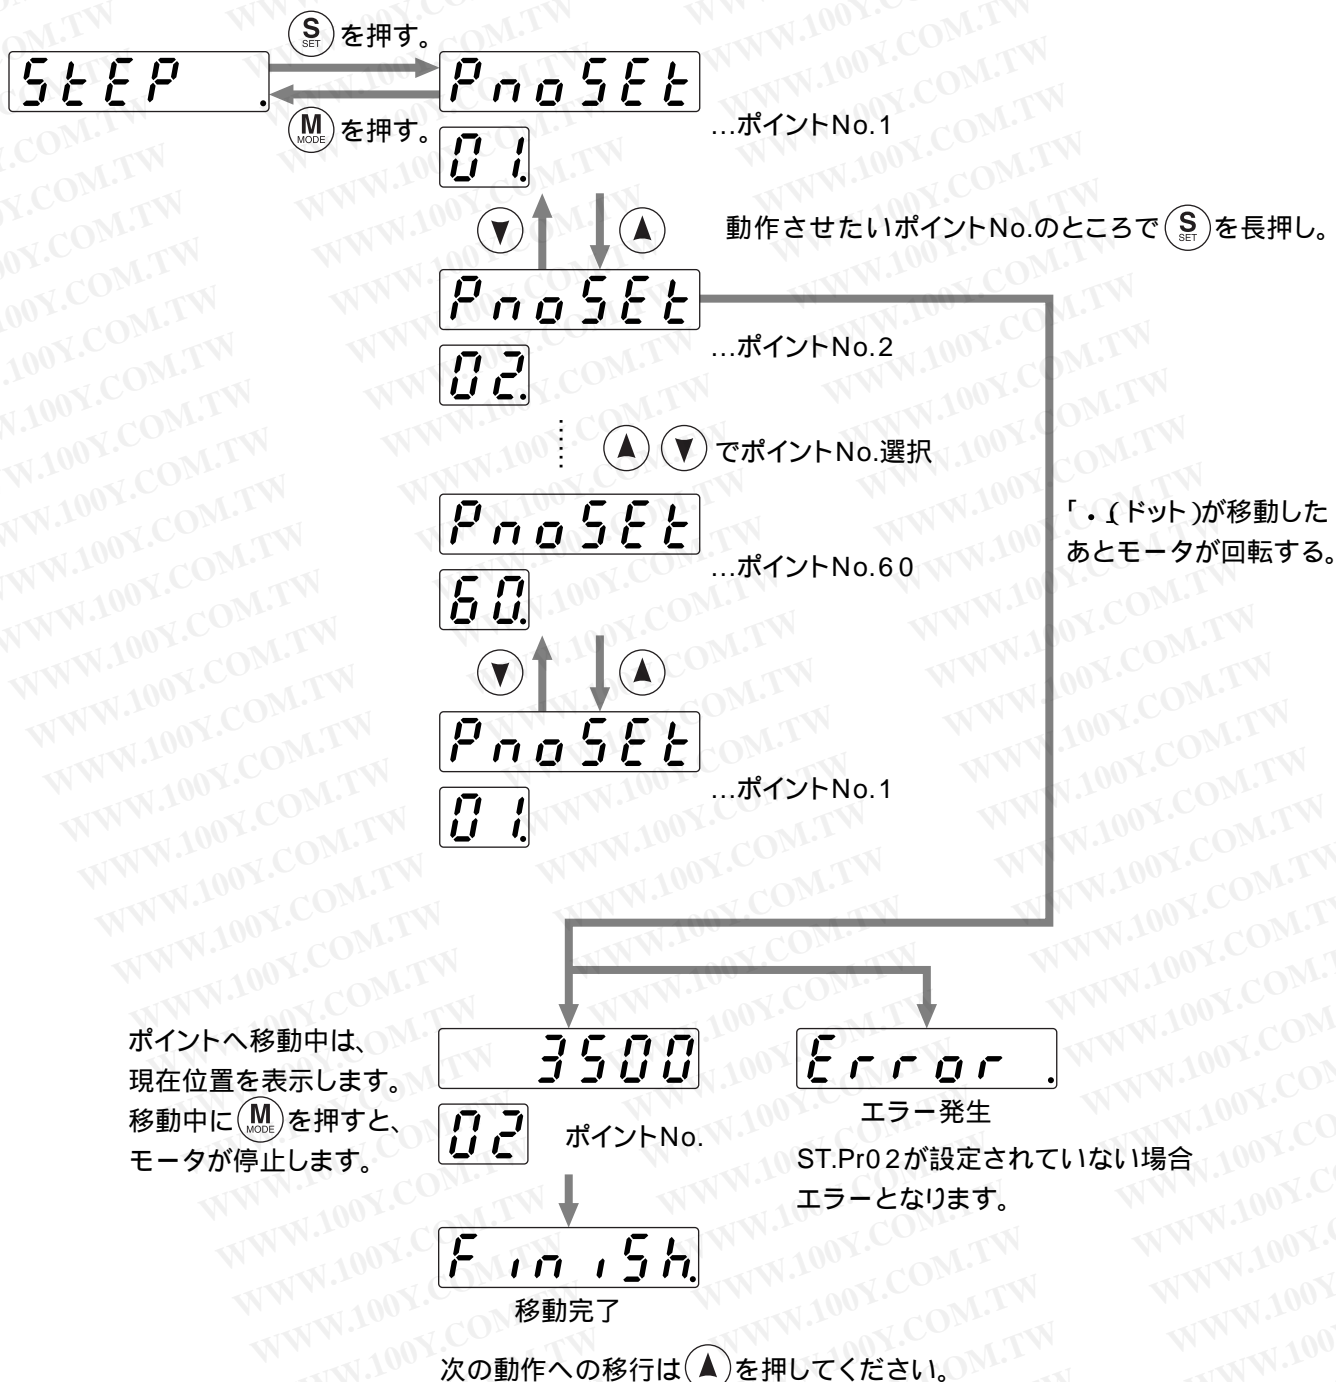 S SET を押す。
StEP .
PnoSEt
M MODE を押す。
01.
…ポイントNo.1
動作させたいポイントNo.のところで S SET を長押し。
PnoSEt
02.
…ポイントNo.2
でポイントNo.選択
PnoSEt
60.
…ポイントNo.60
「．」(ドット)が移動した
あとモータが回転する。
PnoSEt
01.
…ポイントNo.1
ポイントへ移動中は、
現在位置を表示します。
移動中に M MODE を押すと、
モータが停止します。
3500
02
ポイントNo.
Error .
エラー発生
ST.Pr02が設定されていない場合
エラーとなります。
FiniSh.
移動完了
次の動作への移行は▲を押してください。
WWW.100Y.COM.TW